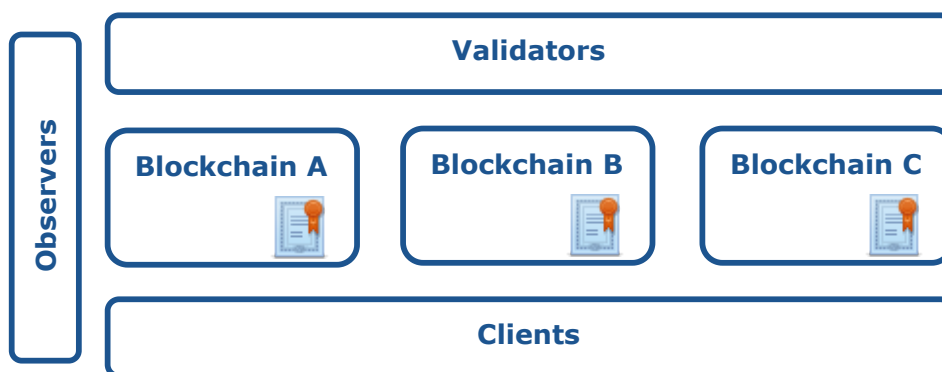 Observers
Validators
Blockchain A
Blockchain B
Blockchain C
Clients